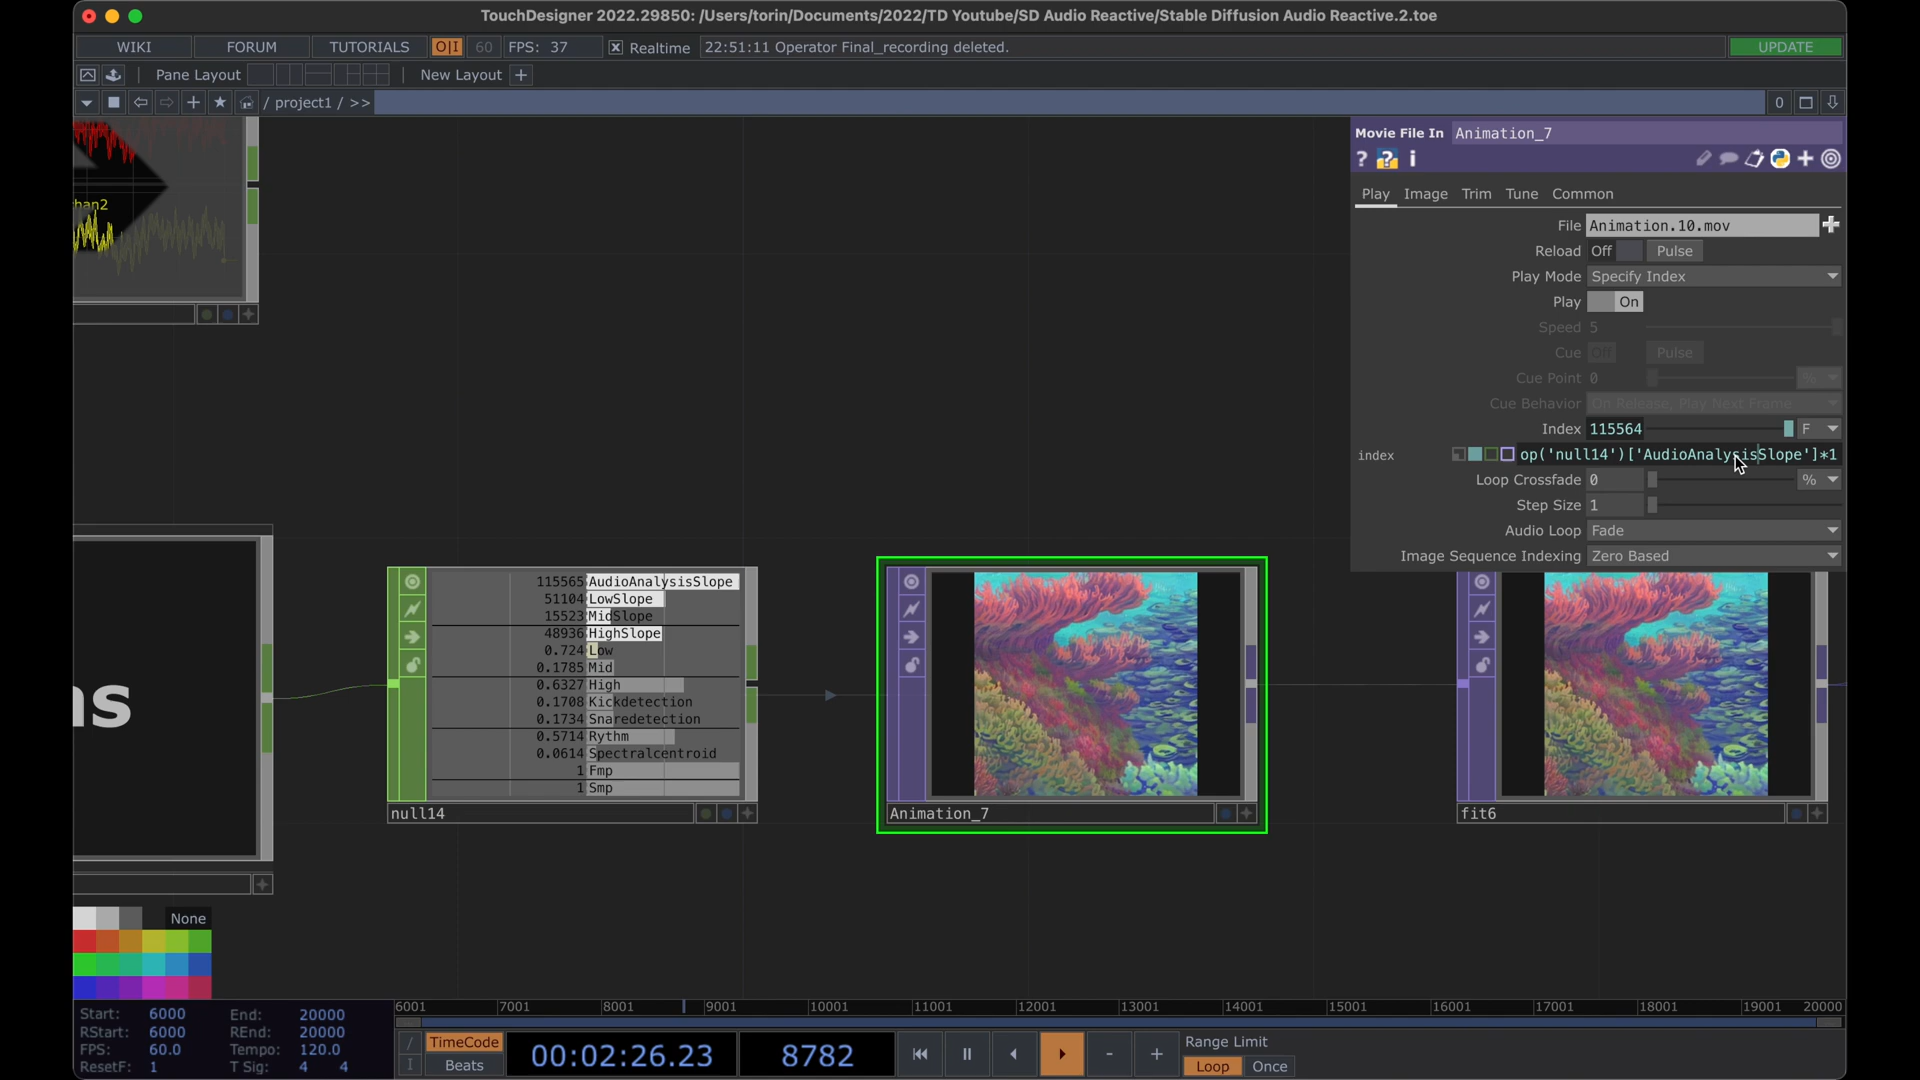 TouchDesigner 2022.29850: /Users/torin/Documents/2022/TD Youtube/SD Audio Reactive/Stable Diffusion Audio Reactive.2.toe
WIKI FORUM TUTORIALS O|I 60 FPS: 37 Realtime 22:51:11 Operator Final_recording deleted. UPDATE
Pane Layout New Layout +
/ project1 / >> 0
Movie File In Animation_7
? ? i
Play Image Trim Tune Common
File Animation.10.mov
Reload Off Pulse
Play Mode Specify Index
Play On
Speed 5
Cue Off Pulse
Cue Point 0 %
Cue Behavior On Release, Play Next Frame
Index 115564 F
index op('null14')['AudioAnalysisSlope']*1
Loop Crossfade 0 %
Step Size 1
Audio Loop Fade
Image Sequence Indexing Zero Based
han2
ns
115565 AudioAnalysisSlope
51104 LowSlope
15523 MidSlope
48936 HighSlope
0.724 Low
0.1785 Mid
0.6327 High
0.1708 Kickdetection
0.1734 Snaredetection
0.5714 Rythm
0.0614 Spectralcentroid
1 Fmp
1 Smp
null14
Animation_7
fit6
None
6001 7001 8001 9001 10001 11001 12001 13001 14001 15001 16001 17001 18001 19001 20000
Start: 6000 End: 20000
RStart: 6000 REnd: 20000
FPS: 60.0 Tempo: 120.0
ResetF: 1 T Sig: 4 4
/ TimeCode
I Beats
00:02:26.23 8782
- +
Range Limit
Loop Once